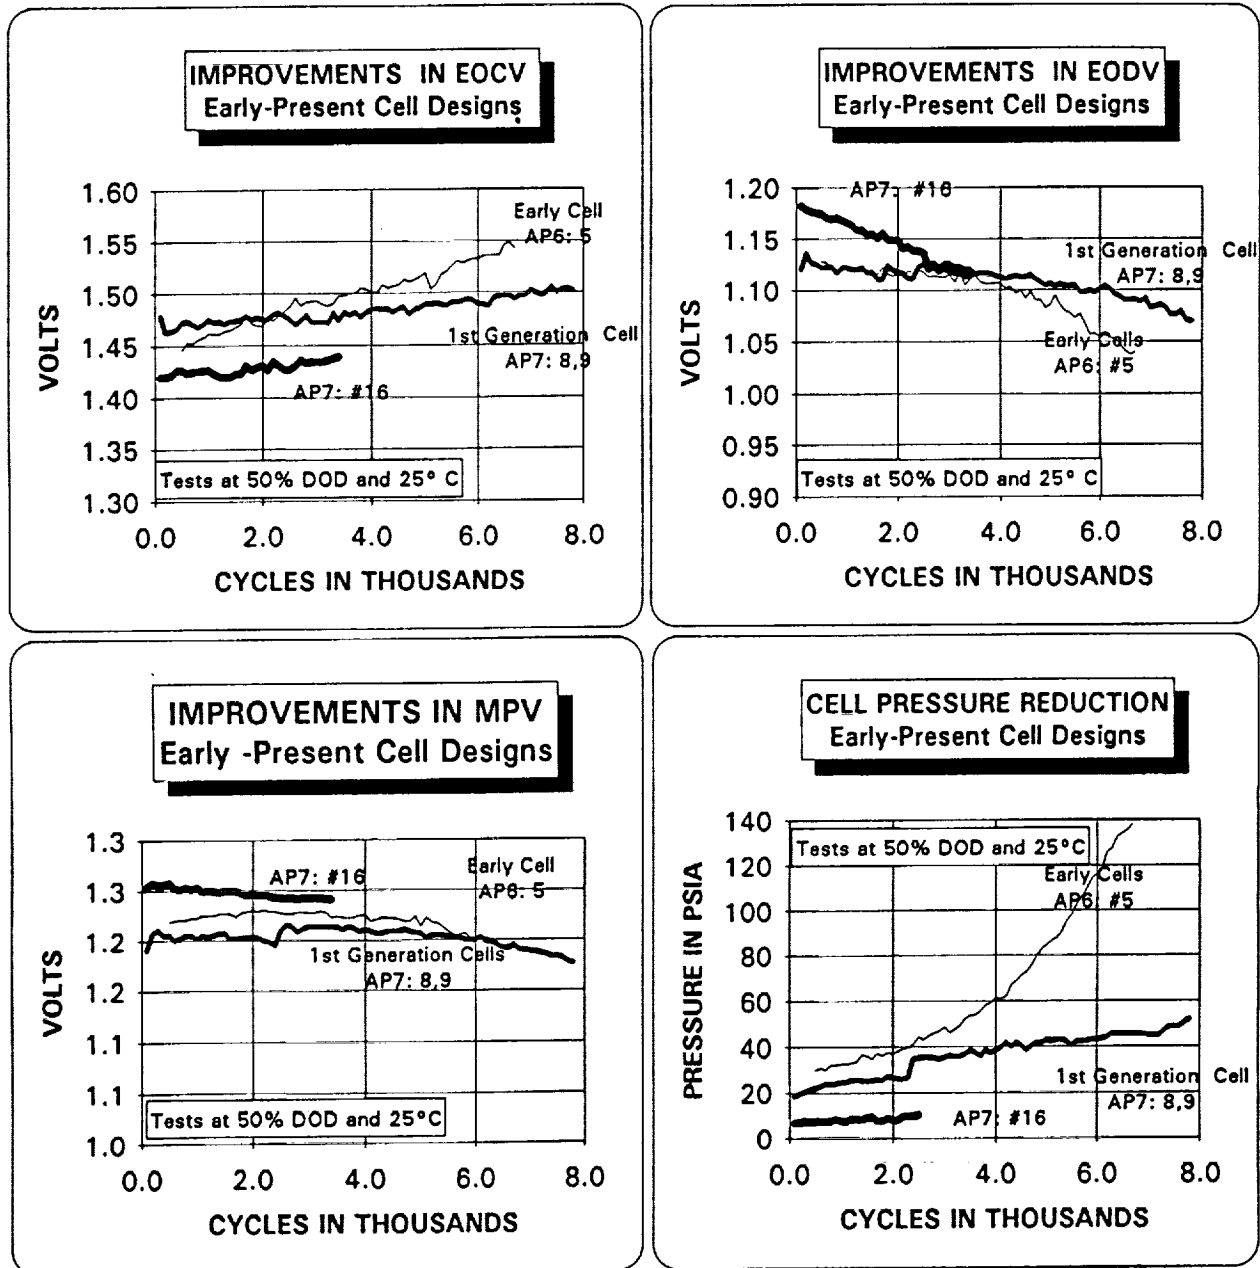 IMPROVEMENTS IN EOCV
Early-Present Cell Designs
VOLTS
1.60
1.55
1.50
1.45
1.40
1.35
1.30
Early Cell
AP6: 5
1st Generation Cell
AP7: 8,9
AP7: #16
Tests at 50% DOD and 25° C
0.0 2.0 4.0 6.0 8.0
CYCLES IN THOUSANDS
IMPROVEMENTS IN EODV
Early-Present Cell Designs
VOLTS
1.20
1.15
1.10
1.05
1.00
0.95
0.90
AP7: #16
1st Generation Cell
AP7: 8,9
Early Cells
AP6: #5
Tests at 50% DOD and 25° C
0.0 2.0 4.0 6.0 8.0
CYCLES IN THOUSANDS
IMPROVEMENTS IN MPV
Early -Present Cell Designs
VOLTS
1.3
1.3
1.2
1.2
1.1
1.1
1.0
AP7: #16
Early Cell
AP6: 5
1st Generation Cells
AP7: 8,9
Tests at 50% DOD and 25°C
0.0 2.0 4.0 6.0 8.0
CYCLES IN THOUSANDS
CELL PRESSURE REDUCTION
Early-Present Cell Designs
PRESSURE IN PSIA
140
120
100
80
60
40
20
0
Tests at 50% DOD and 25°C
Early Cells
AP6: #5
1st Generation Cell
AP7: 8,9
AP7: #16
0.0 2.0 4.0 6.0 8.0
CYCLES IN THOUSANDS